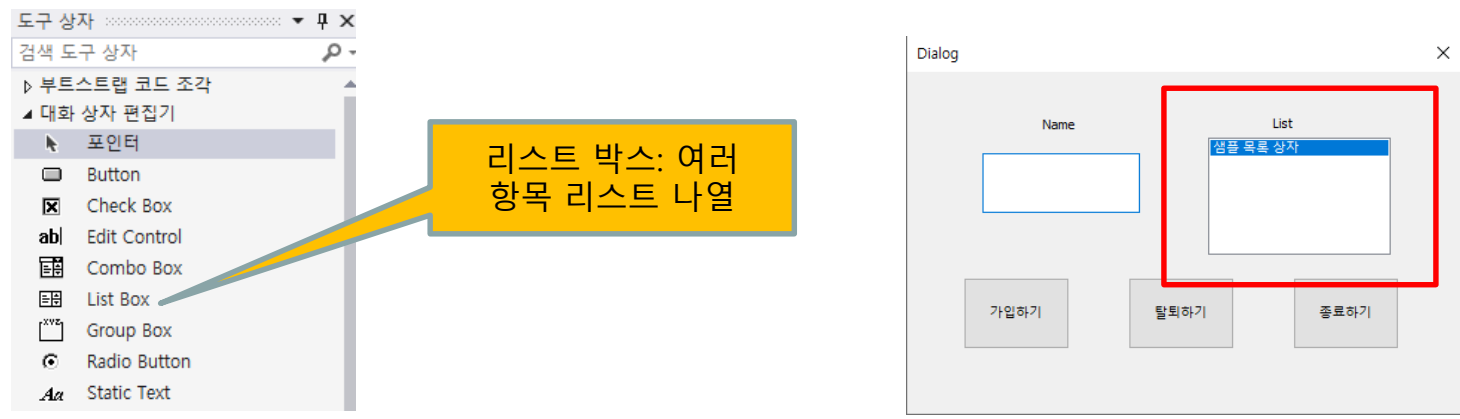 도구 상자
검색 도구 상자
부트스트랩 코드 조각
대화 상자 편집기
포인터
Button
Check Box
ab| Edit Control
Combo Box
List Box
XYZ Group Box
Radio Button
Aa Static Text
리스트 박스: 여러
항목 리스트 나열
Dialog
Name
List
샘플 목록 상자
가입하기
탈퇴하기
종료하기